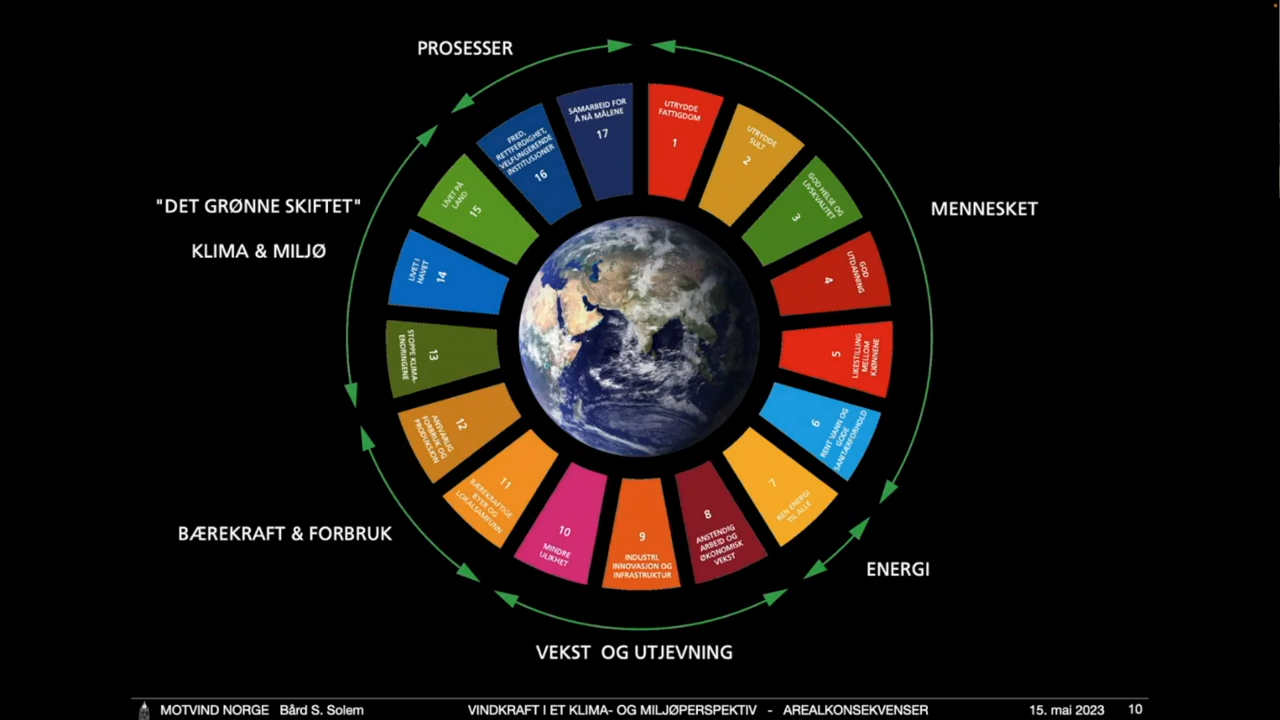 PROSESSER
"DET GRØNNE SKIFTET"
KLIMA & MILJØ
MENNESKET
BÆREKRAFT & FORBRUK
ENERGI
VEKST OG UTJEVNING
UTRYDDE
FATTIGDOM
1
UTRYDDE
SULT
2
GOD HELSE OG
LIVSKVALITET
3
GOD
UTDANNING
4
LIKESTILLING
MELLOM
KJØNNENE
5
6
RENT VANN OG
GODE
SANITÆRFORHOLD
7
REN ENERGI
TIL ALLE
8
ANSTENDIG
ARBEID OG
ØKONOMISK
VEKST
9
INDUSTRI,
INNOVASJON OG
INFRASTRUKTUR
10
MINDRE
ULIKHET
11
BÆREKRAFTIGE
BYER OG
LOKALSAMFUNN
12
ANSVARLIG
FORBRUK OG
PRODUKSJON
13
STOPPE KLIMA-
ENDRINGENE
LIVET I
HAVET
14
LIVET PÅ
LAND
15
FRED,
RETTFERDIGHET,
VELFUNGERENDE
INSTITUSJONER
16
SAMARBEID FOR
Å NÅ MÅLENE
17
MOTVIND NORGE Bård S. Solem
VINDKRAFT I ET KLIMA- OG MILJØPERSPEKTIV - AREALKONSEKVENSER
15. mai 2023 10